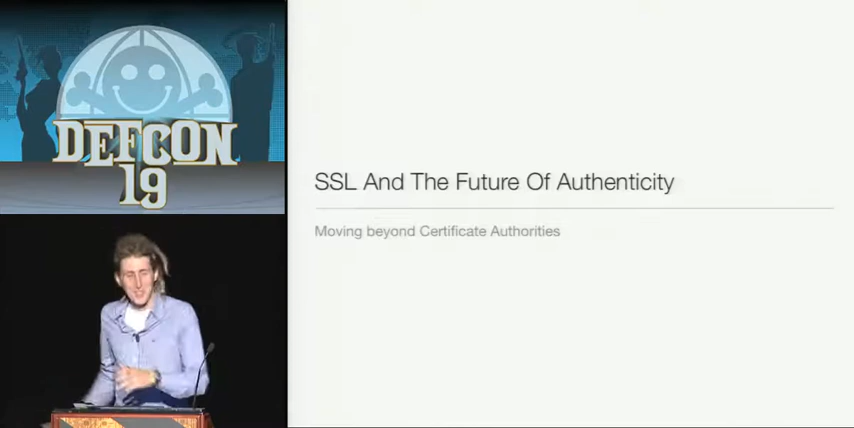 DEFCON
19
SSL And The Future Of Authenticity
Moving beyond Certificate Authorities